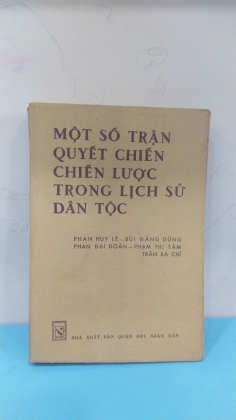 MỘT SỐ TRẬN
QUYẾT CHIẾN
CHIẾN LƯỢC
TRONG LỊCH SỬ
DÂN TỘC
PHAN HUY LÊ – BÙI ĐĂNG DŨNG
PHAN ĐẠI DOÃN – PHẠM THỊ TÂM
TRẦN BÁ CHÍ
NHÀ XUẤT BẢN QUÂN ĐỘI NHÂN DÂN